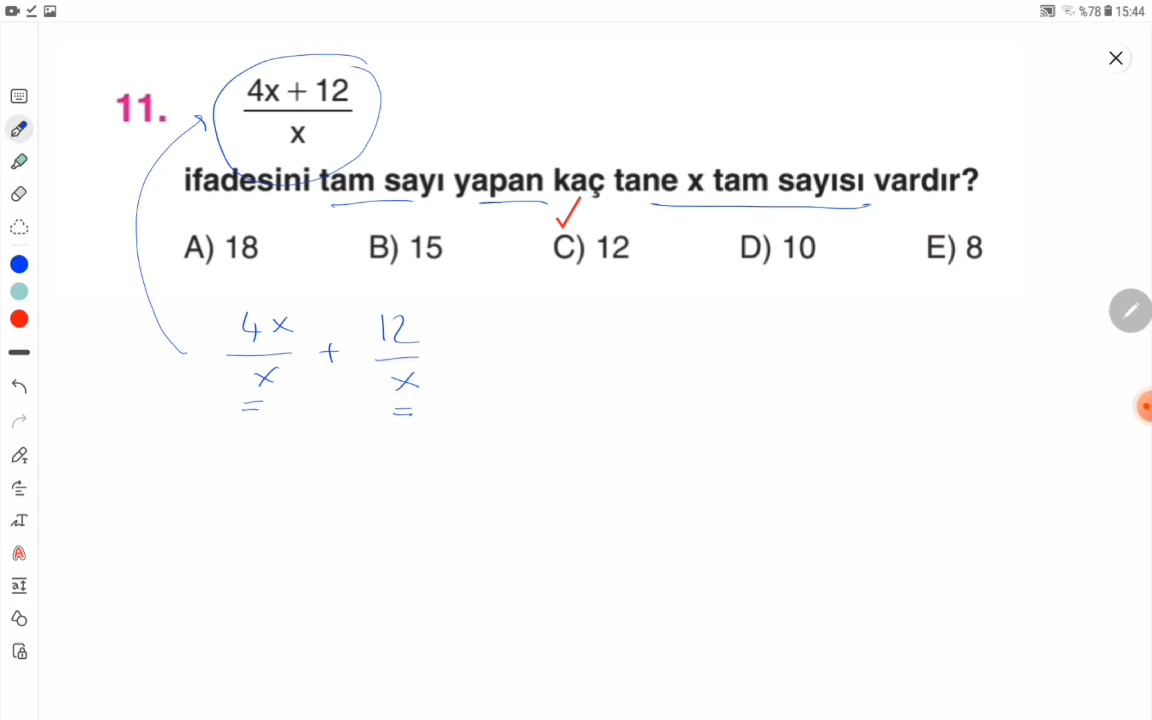 %78 15:44
11. 4x + 12
x
ifadesini tam sayı yapan kaç tane x tam sayısı vardır?
A) 18 B) 15 C) 12 D) 10 E) 8
4x + 12
x x
= =